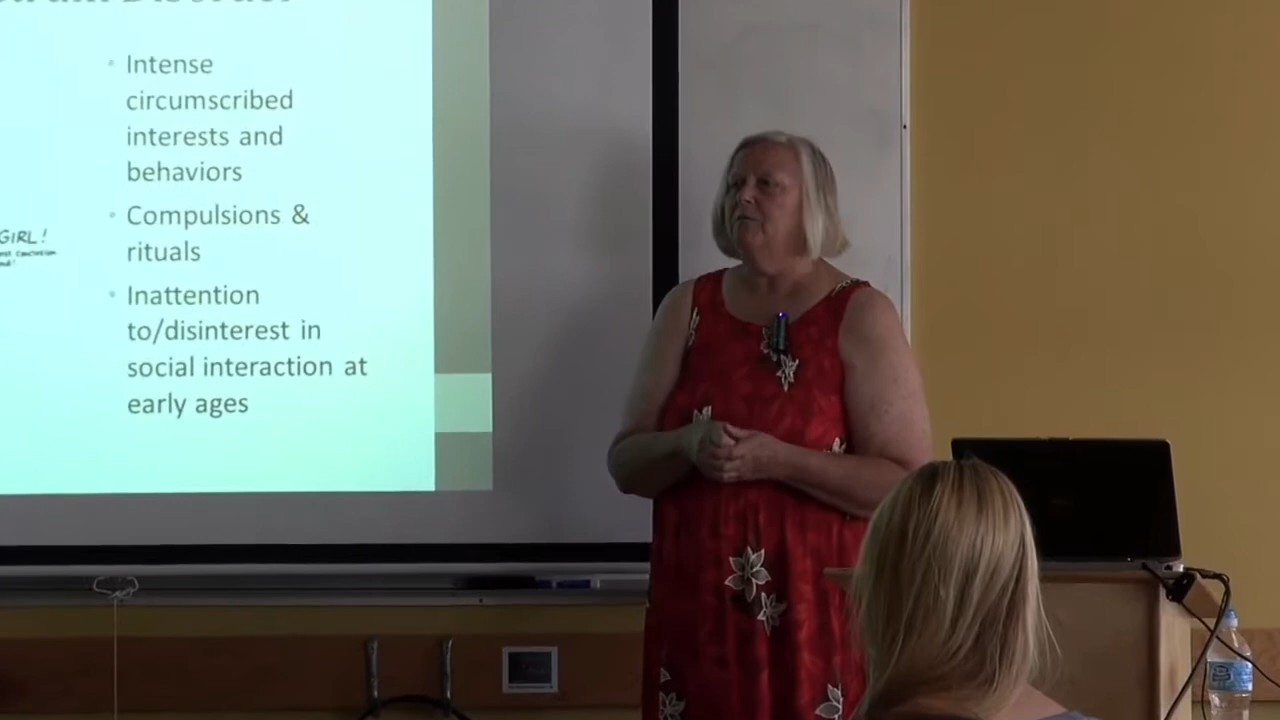 Intense
circumscribed
interests and
behaviors
Compulsions &
rituals
Inattention
to/disinterest in
social interaction at
early ages
GIRL!